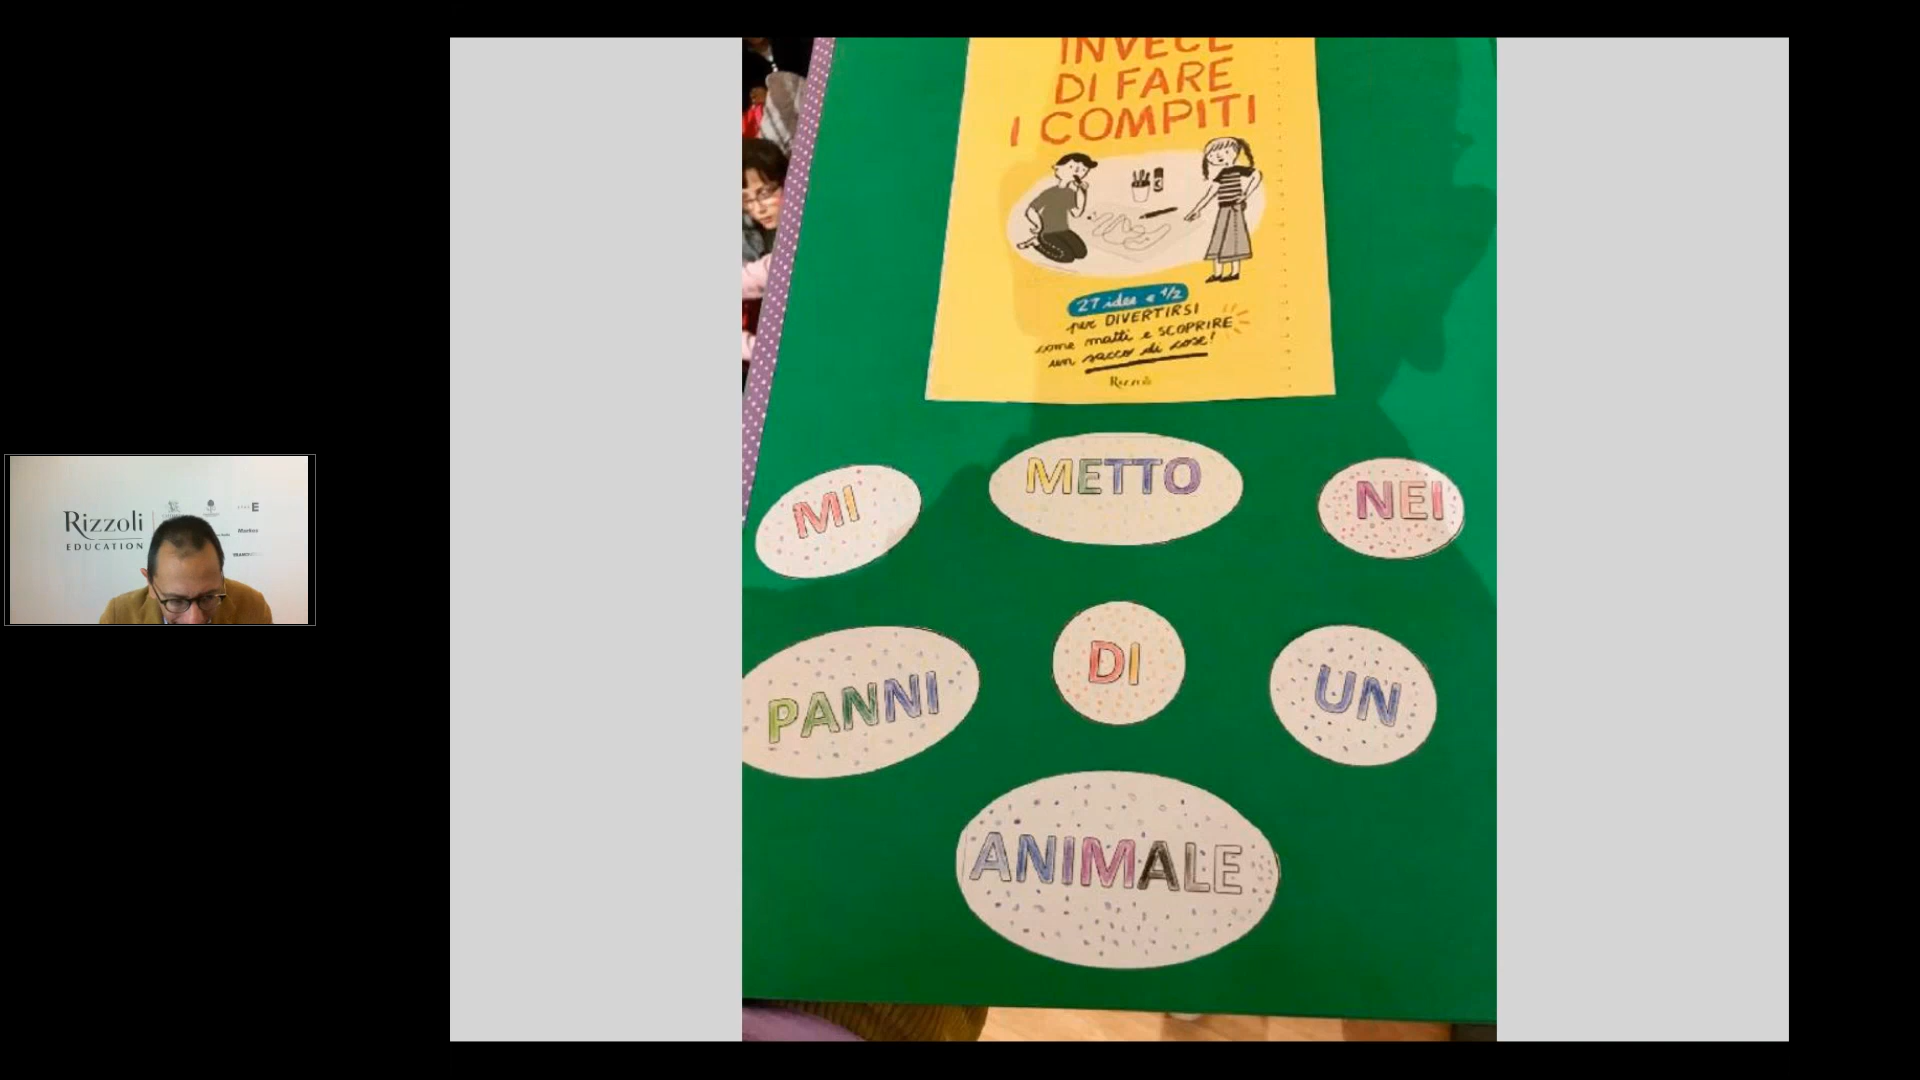 INVECE
DI FARE
I COMPITI
27 idee e 1/2
per DIVERTIRSI
come matti e SCOPRIRE
un sacco di cose!
Rizzoli
MI METTO NEI
PANNI DI UN
ANIMALE
Rizzoli
EDUCATION